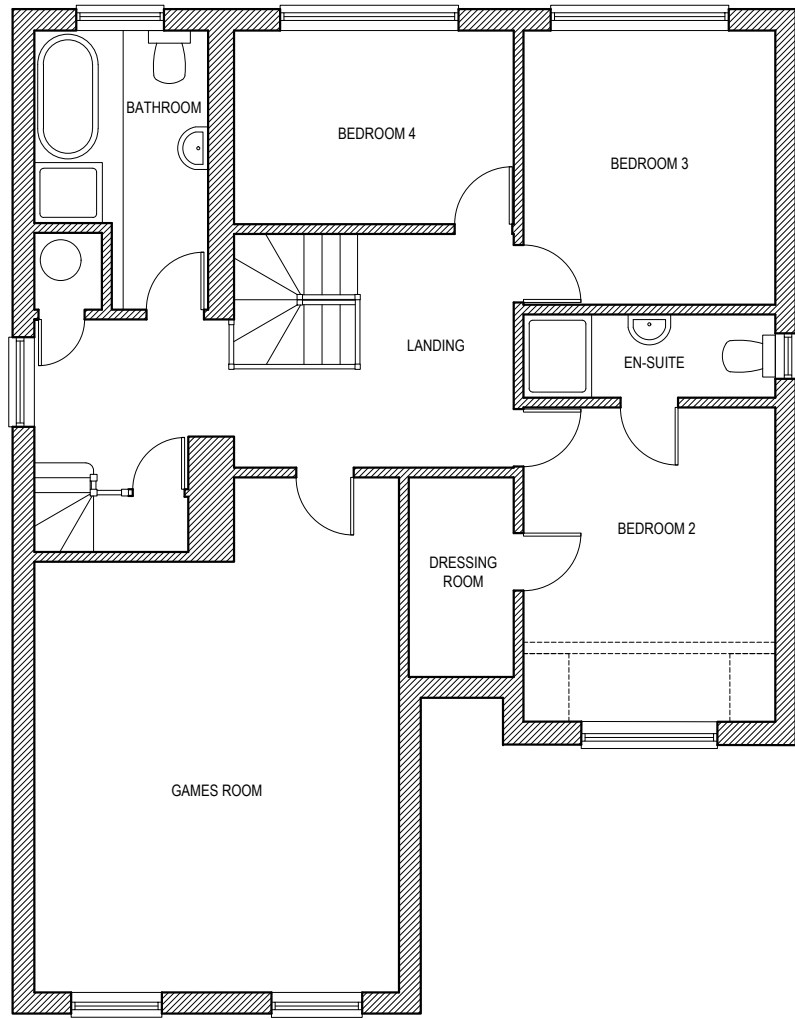 BATHROOM
BEDROOM 4
BEDROOM 3
LANDING
EN-SUITE
BEDROOM 2
DRESSING
ROOM
GAMES ROOM